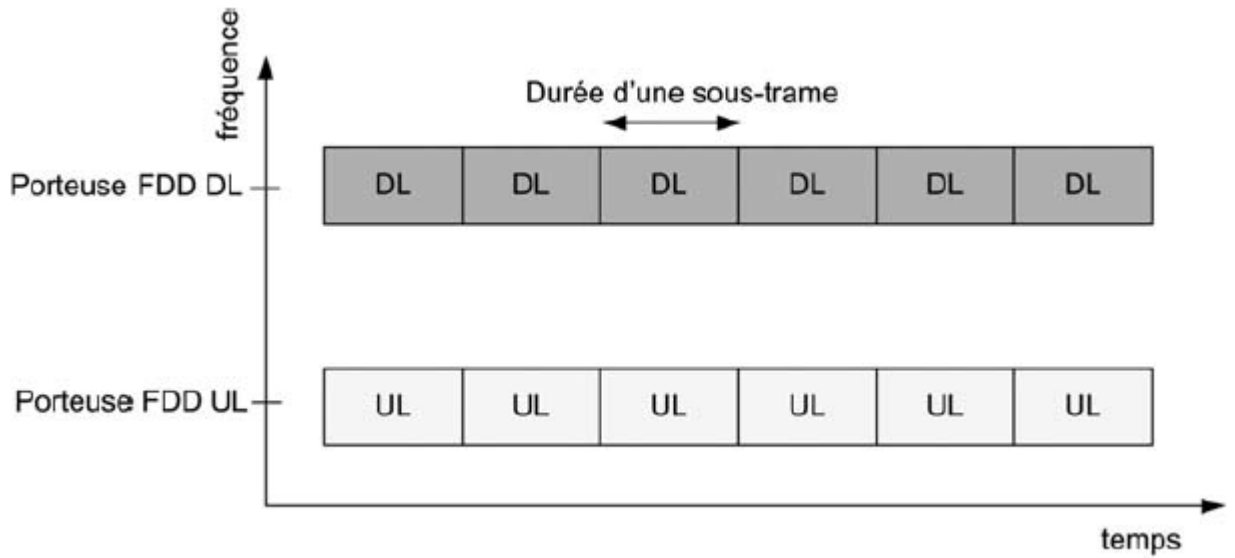 fréquence
Durée d'une sous-trame
Porteuse FDD DL
DL DL DL DL DL DL
Porteuse FDD UL
UL UL UL UL UL UL
temps